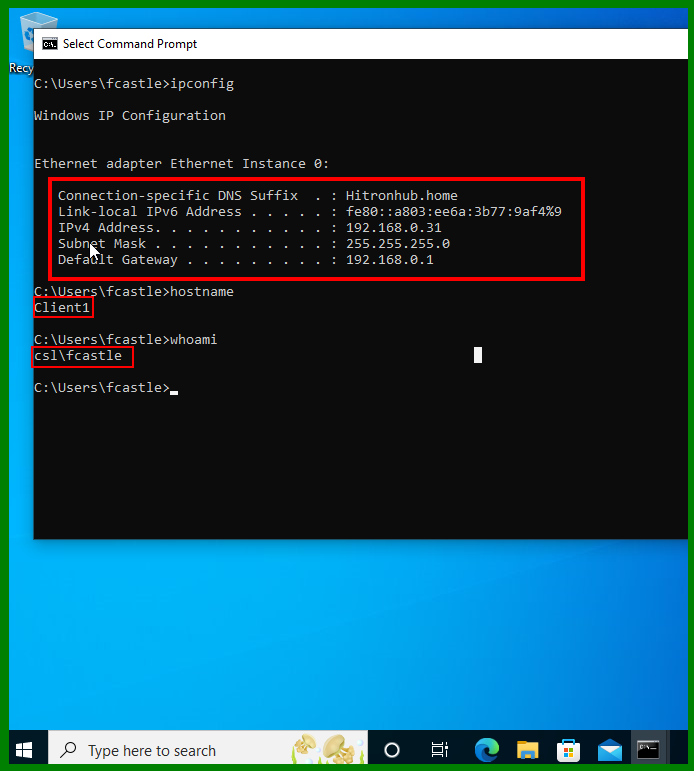 Recy
Select Command Prompt
C:\Users\fcastle>ipconfig
Windows IP Configuration
Ethernet adapter Ethernet Instance 0:
Connection-specific DNS Suffix  . : Hitronhub.home
Link-local IPv6 Address . . . . . : fe80::a803:ee6a:3b77:9af4%9
IPv4 Address. . . . . . . . . . . : 192.168.0.31
Subnet Mask . . . . . . . . . . . : 255.255.255.0
Default Gateway . . . . . . . . . : 192.168.0.1
C:\Users\fcastle>hostname
Client1
C:\Users\fcastle>whoami
csl\fcastle
C:\Users\fcastle>
Type here to search